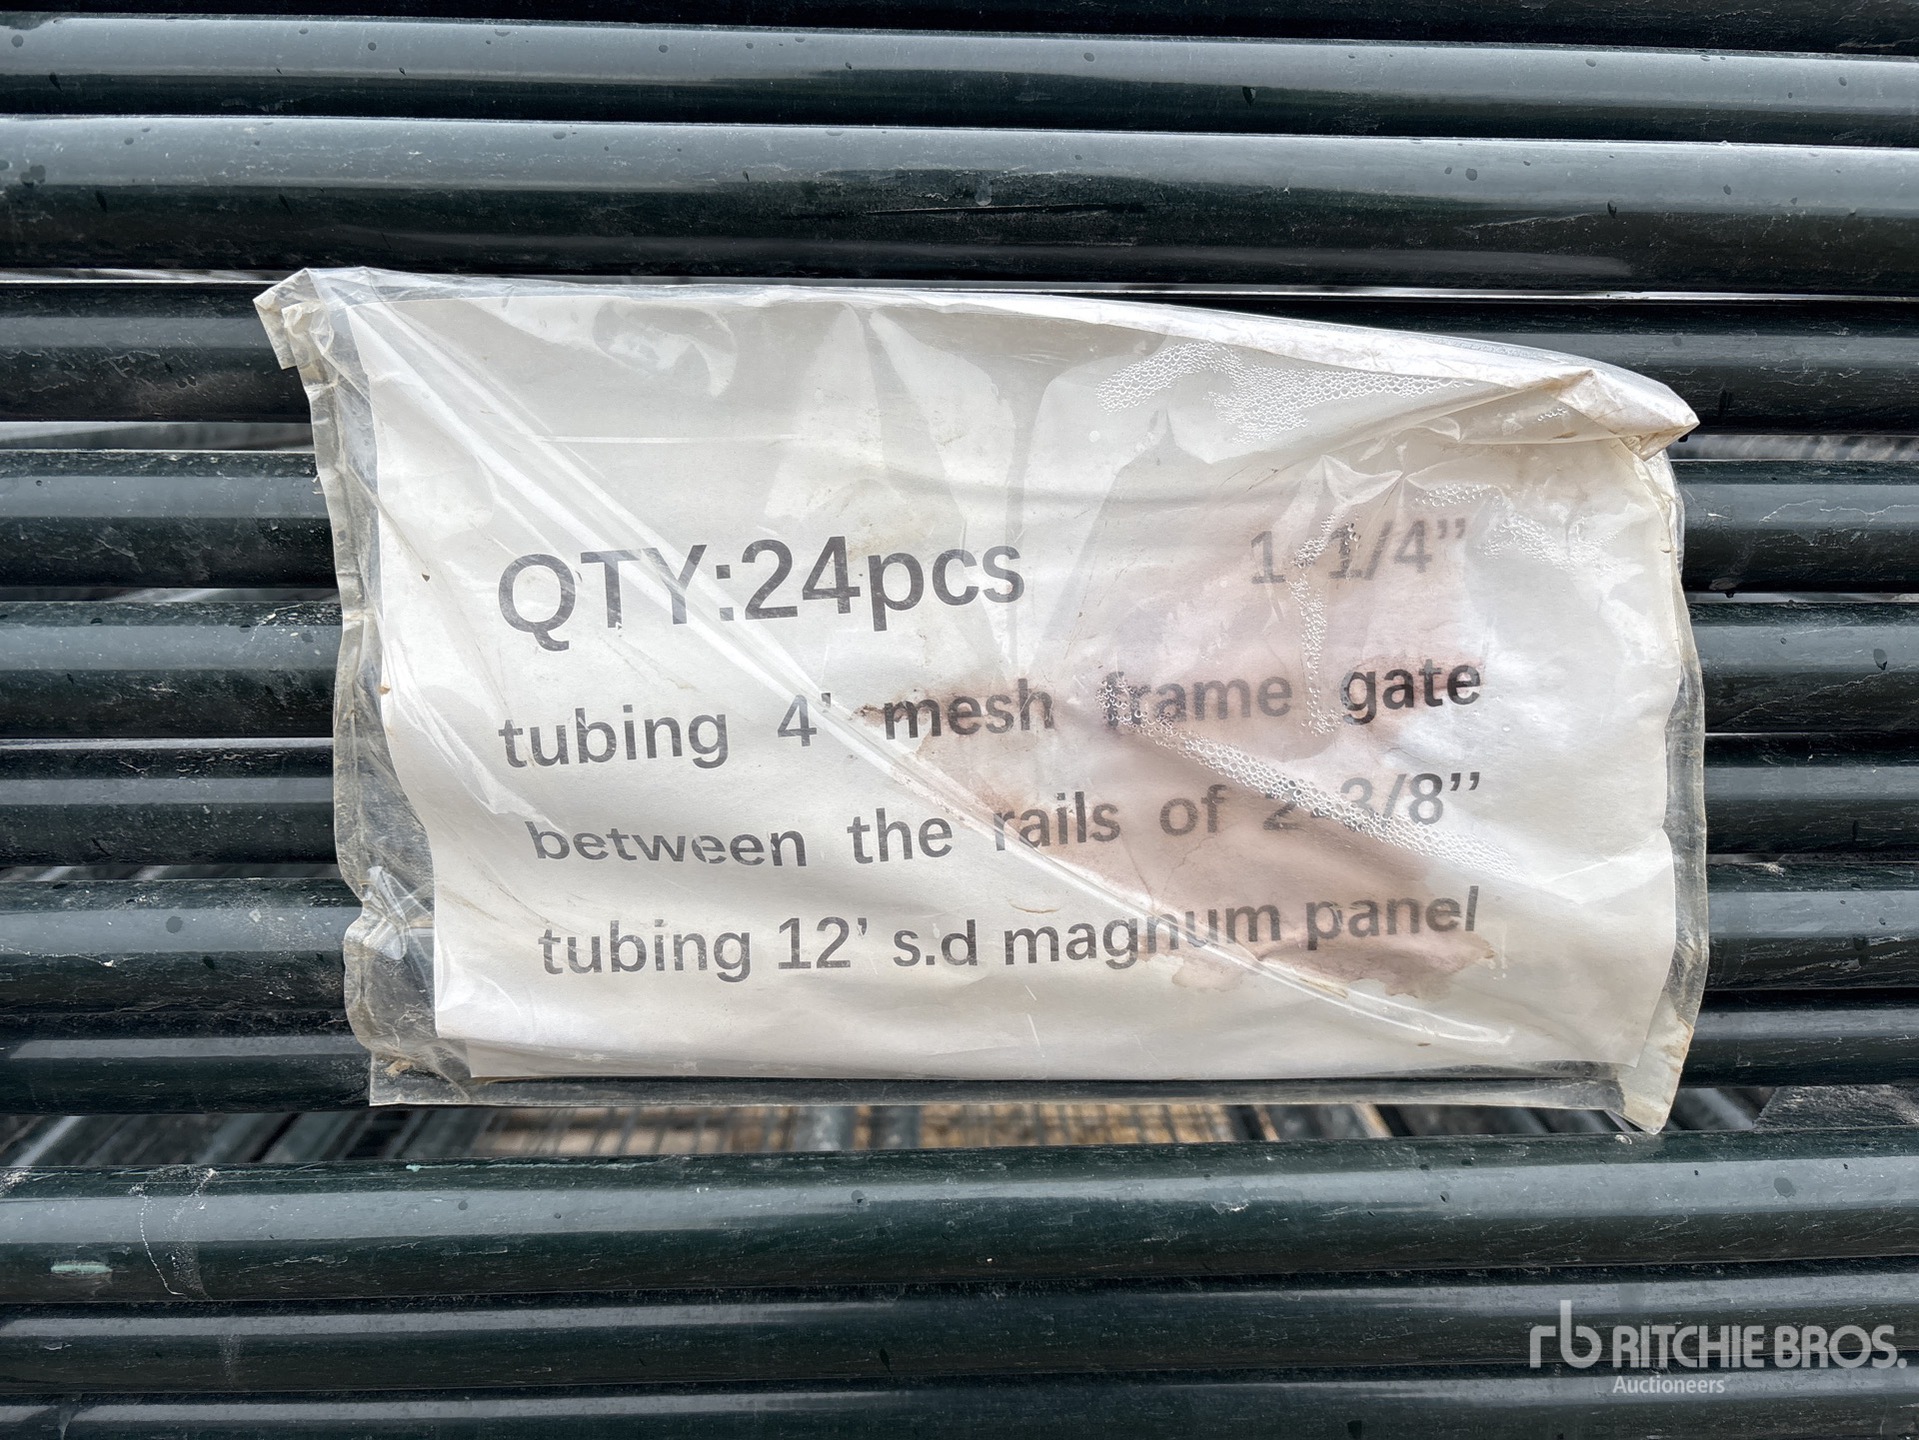 QTY:24pcs 1 1/4”
tubing 4' mesh frame gate
between the rails of 2 3/8”
tubing 12’ s.d magnum panel
rb RITCHIE BROS.
Auctioneers